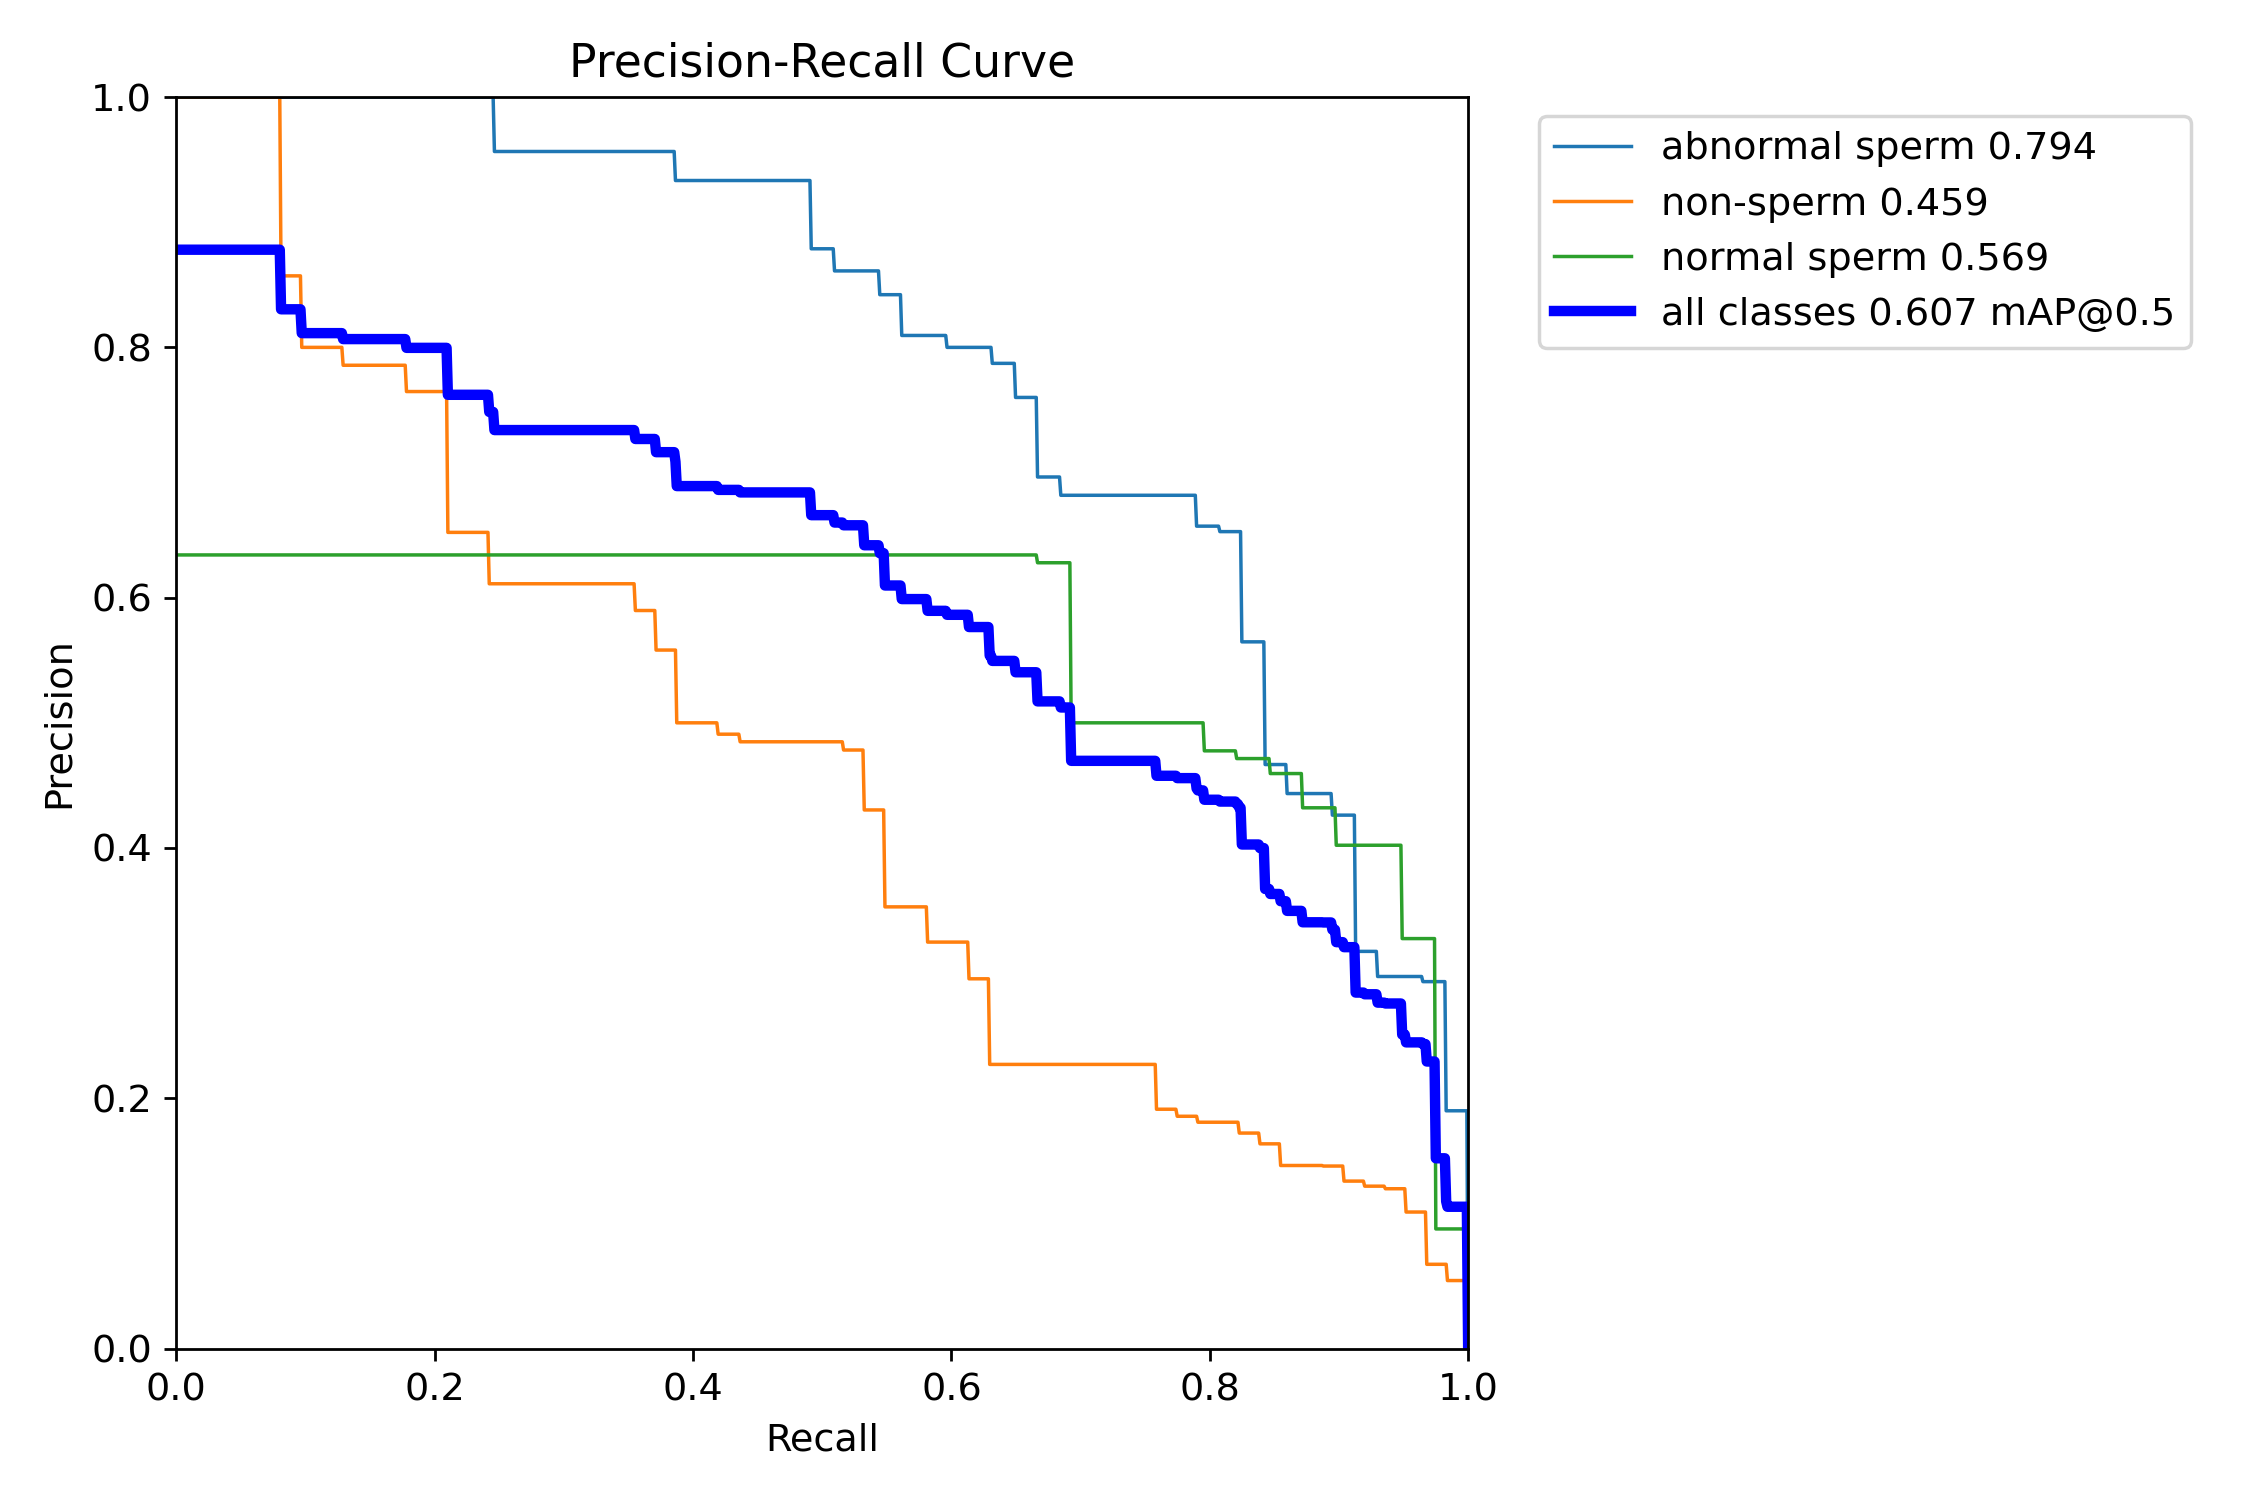 Precision-Recall Curve
1.0
0.8
0.6
0.4
0.2
0.0
Precision
0.0 0.2 0.4 0.6 0.8 1.0
Recall
abnormal sperm 0.794
non-sperm 0.459
normal sperm 0.569
all classes 0.607 mAP@0.5